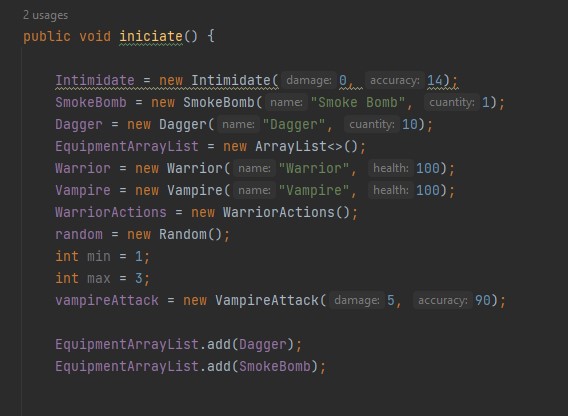 2 usages
public void iniciate() {
Intimidate = new Intimidate( damage: 0, accuracy: 14);
SmokeBomb = new SmokeBomb( name: "Smoke Bomb", cuantity: 1);
Dagger = new Dagger( name: "Dagger", cuantity: 10);
EquipmentArrayList = new ArrayList<>();
Warrior = new Warrior( name: "Warrior", health: 100);
Vampire = new Vampire( name: "Vampire", health: 100);
WarriorActions = new WarriorActions();
random = new Random();
int min = 1;
int max = 3;
vampireAttack = new VampireAttack( damage: 5, accuracy: 90);
EquipmentArrayList.add(Dagger);
EquipmentArrayList.add(SmokeBomb);